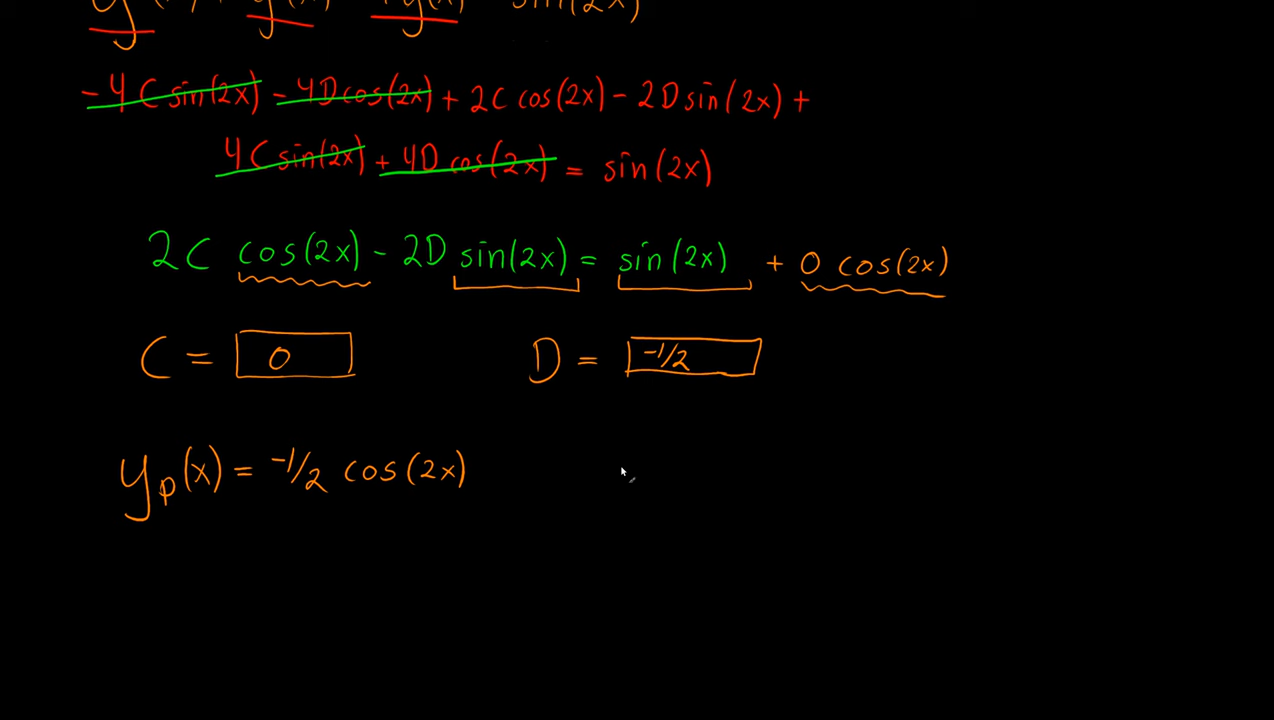 sin(2x)
-4C sin(2x) - 4D cos(2x) + 2C cos(2x) - 2D sin(2x) +
4C sin(2x) + 4D cos(2x) = sin(2x)
2C cos(2x) - 2D sin(2x) = sin(2x) + 0 cos(2x)
C = 0 D = -1/2
yp(x) = -1/2 cos(2x)